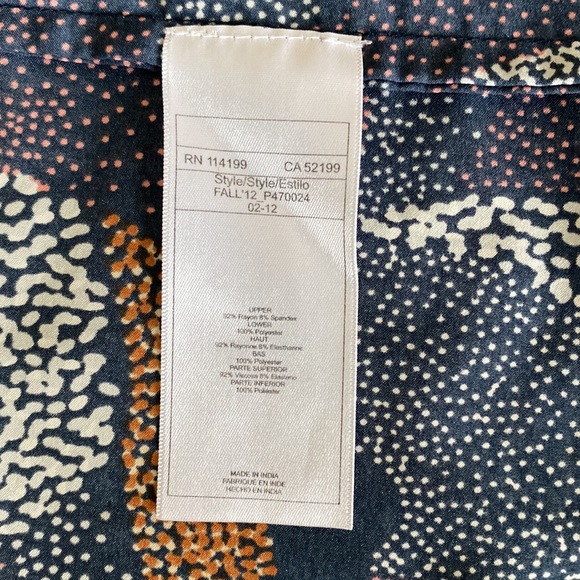 RN 114199 CA 52199
Style/Style/Estilo
FALL'12_P470024
02-12
UPPER
92% Rayon 8% Spandex
LOWER
100% Polyester
HAUT
92% Rayonne 8% Elasthanne
BAS
100% Polyester
PARTE SUPERIOR
92% Viscosa 8% Elastano
PARTE INFERIOR
100% Poliéster
MADE IN INDIA
FABRIQUÉ EN INDE
HECHO EN INDIA